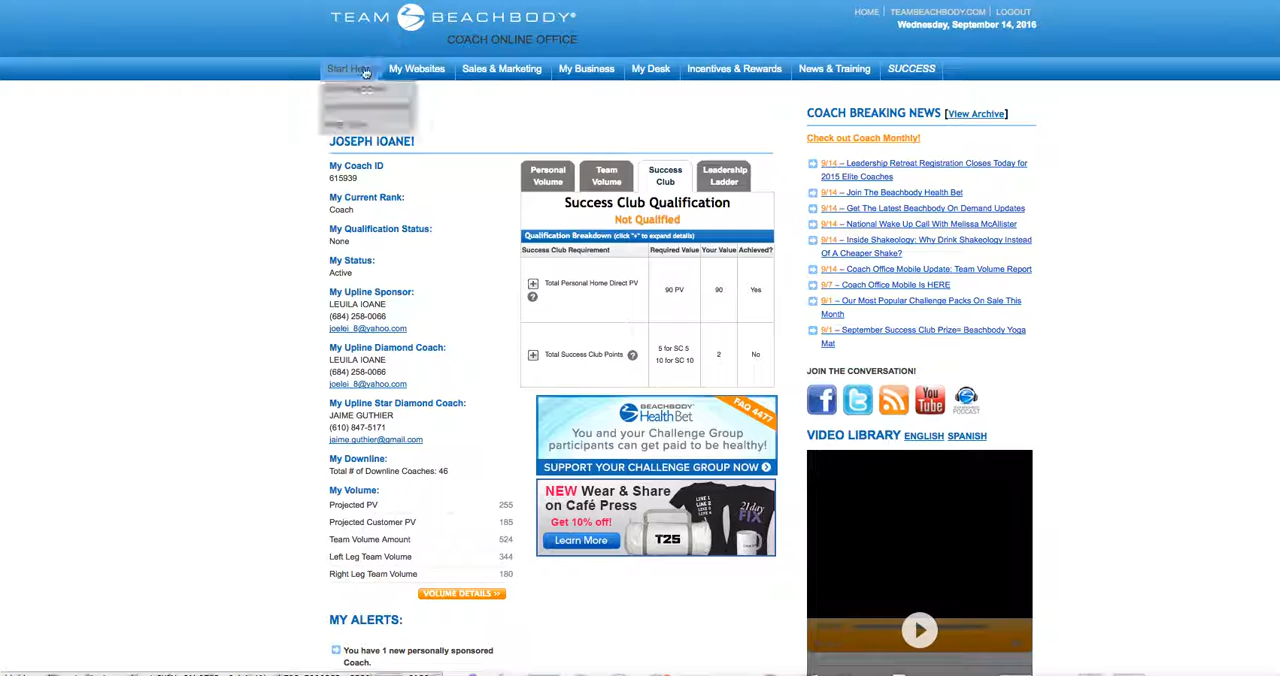 TEAM BEACHBODY®
COACH ONLINE OFFICE
HOME | TEAMBEACHBODY.COM | LOGOUT
Wednesday, September 14, 2016
Start
My Websites
Sales & Marketing
My Business
My Desk
Incentives & Rewards
News & Training
SUCCESS
JOSEPH IOANE!
My Coach ID
615939
My Current Rank:
Coach
My Qualification Status:
None
My Status:
Active
My Upline Sponsor:
LEUILA IOANE
(684) 258-0066
joelei_8@yahoo.com
My Upline Diamond Coach:
LEUILA IOANE
(684) 258-0066
joelei_8@yahoo.com
My Upline Star Diamond Coach:
JAIME GUTHIER
(610) 847-5171
jaime.guthier@gmail.com
My Downline:
Total # of Downline Coaches: 46
My Volume:
Projected PV 255
Projected Customer PV 185
Team Volume Amount 524
Left Leg Team Volume 344
Right Leg Team Volume 180
VOLUME DETAILS >>
MY ALERTS:
You have 1 new personally sponsored
Coach.
Personal Volume
Team Volume
Success Club
Leadership Ladder
Success Club Qualification
Not Qualified
Qualification Breakdown (click "+" to expand details)
Success Club Requirement Required Value Your Value Achieved?
+ Total Personal Home Direct PV 90 PV 90 Yes
?
5 for SC 5
+ Total Success Club Points ? 2 No
10 for SC 10
FAQ 4477
BEACHBODY
HealthBet
You and your Challenge Group
participants can get paid to be healthy!
SUPPORT YOUR CHALLENGE GROUP NOW
NEW Wear & Share
on Café Press
Get 10% off!
Learn More
T25
21 day
FIX
COACH BREAKING NEWS [View Archive]
Check out Coach Monthly!
9/14 – Leadership Retreat Registration Closes Today for
2015 Elite Coaches
9/14 – Join The Beachbody Health Bet
9/14 – Get The Latest Beachbody On Demand Updates
9/14 – National Wake Up Call With Melissa McAllister
9/14 – Inside Shakeology: Why Drink Shakeology Instead
Of A Cheaper Shake?
9/14 – Coach Office Mobile Update: Team Volume Report
9/7 – Coach Office Mobile Is HERE
9/1 – Our Most Popular Challenge Packs On Sale This
Month
9/1 – September Success Club Prize= Beachbody Yoga
Mat
JOIN THE CONVERSATION!
You Tube
PODCAST
VIDEO LIBRARY ENGLISH SPANISH